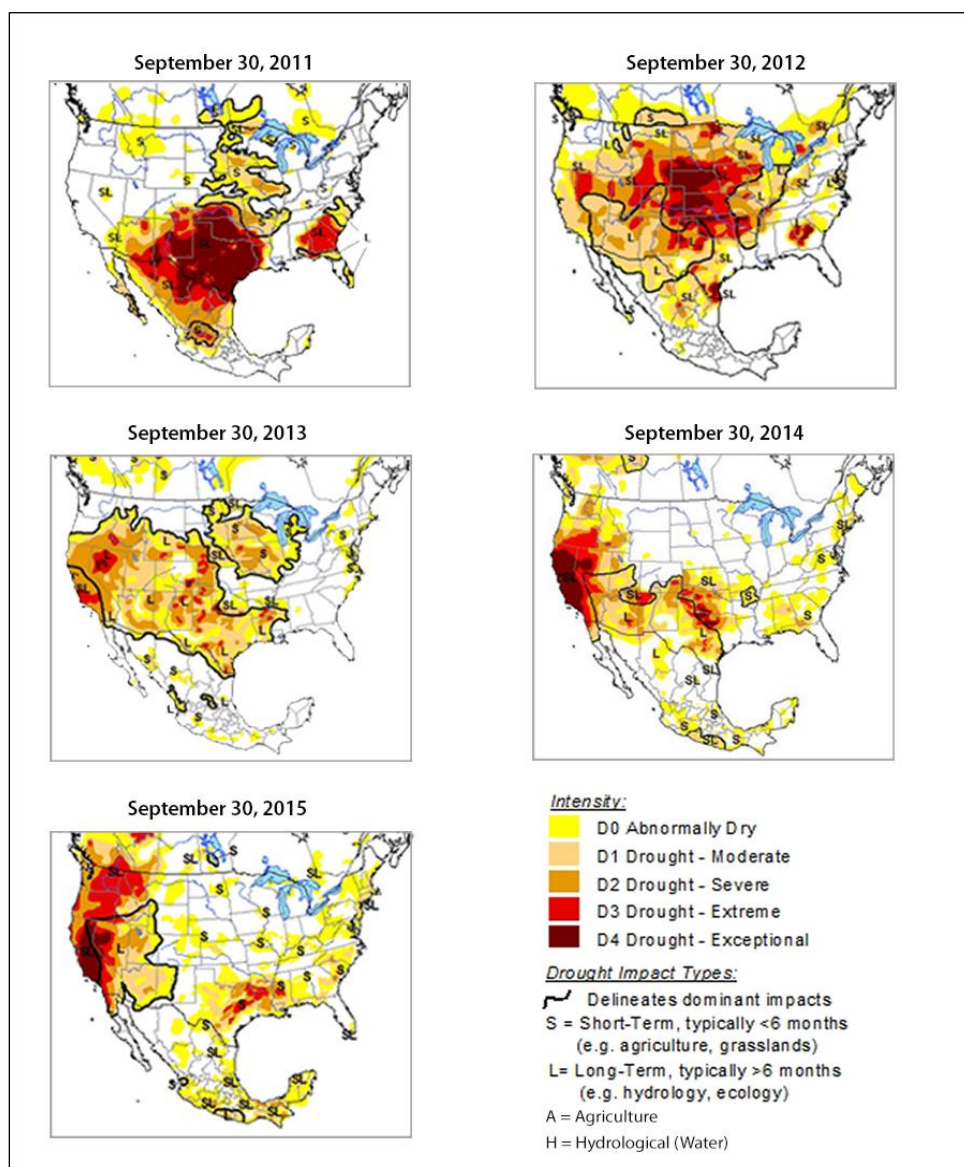 September 30, 2011
September 30, 2012
September 30, 2013
September 30, 2014
September 30, 2015
Intensity:
D0 Abnormally Dry
D1 Drought - Moderate
D2 Drought - Severe
D3 Drought - Extreme
D4 Drought - Exceptional
Drought Impact Types:
Delineates dominant impacts
S = Short-Term, typically <6 months
(e.g. agriculture, grasslands)
L= Long-Term, typically >6 months
(e.g. hydrology, ecology)
A = Agriculture
H = Hydrological (Water)